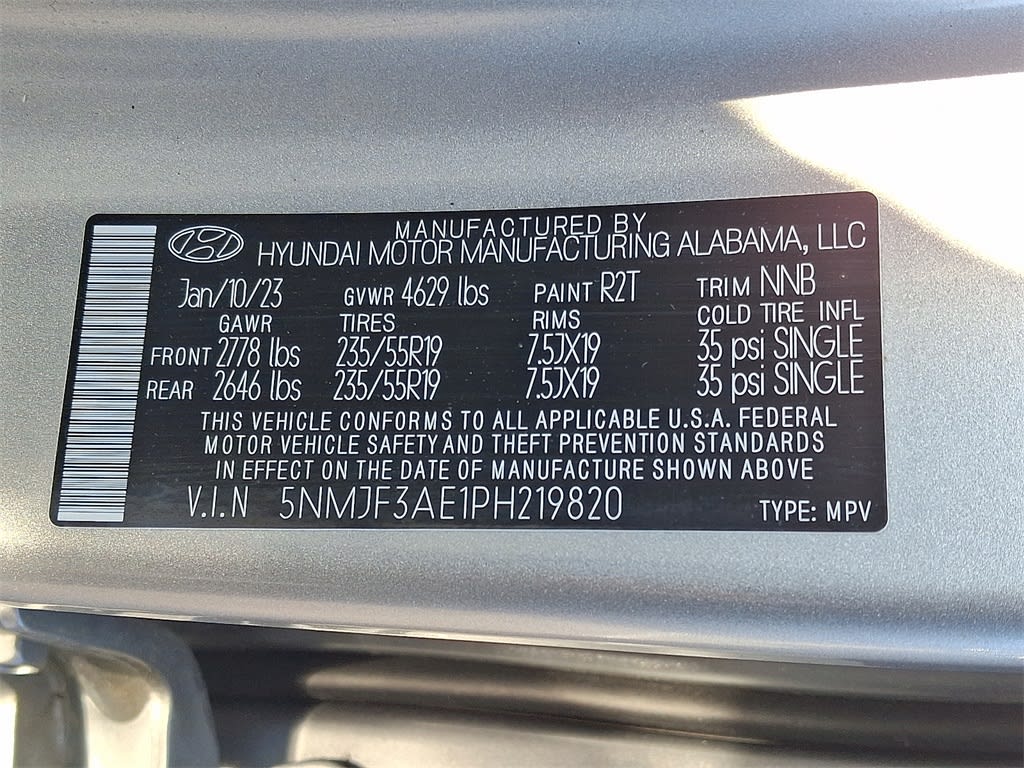 MANUFACTURED BY
HYUNDAI MOTOR MANUFACTURING ALABAMA, LLC
Jan/10/23 GVWR 4629 lbs PAINT R2T TRIM NNB
GAWR TIRES RIMS COLD TIRE INFL
FRONT 2778 lbs 235/55R19 7.5JX19 35 psi SINGLE
REAR 2646 lbs 235/55R19 7.5JX19 35 psi SINGLE
THIS VEHICLE CONFORMS TO ALL APPLICABLE U.S.A. FEDERAL
MOTOR VEHICLE SAFETY AND THEFT PREVENTION STANDARDS
IN EFFECT ON THE DATE OF MANUFACTURE SHOWN ABOVE
V.I.N 5NMJF3AE1PH219820 TYPE: MPV